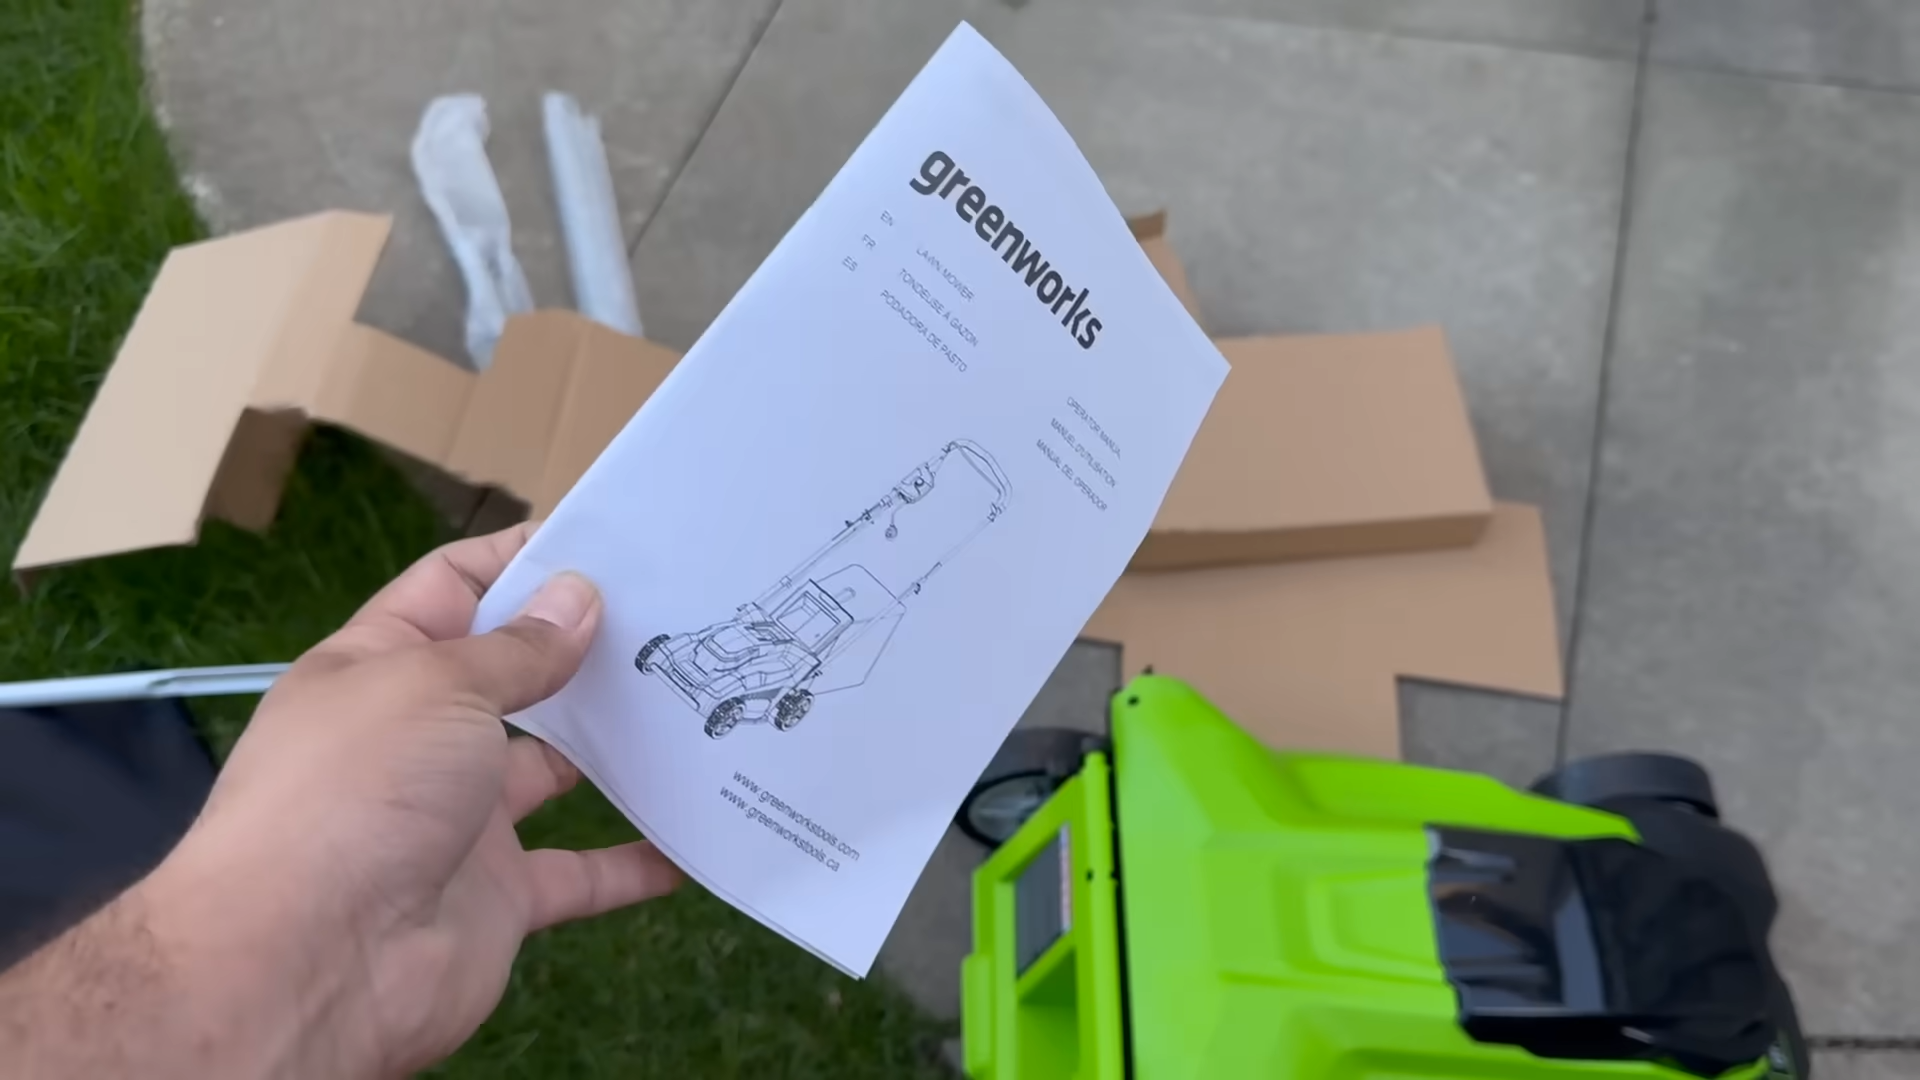 greenworks
EN LAWN MOWER
FR TONDEUSE À GAZON
ES PODADORA DE PASTO
OPERATOR MANUAL
MANUEL D'UTILISATION
MANUAL DEL OPERADOR
www.greenworkstools.com
www.greenworkstools.ca